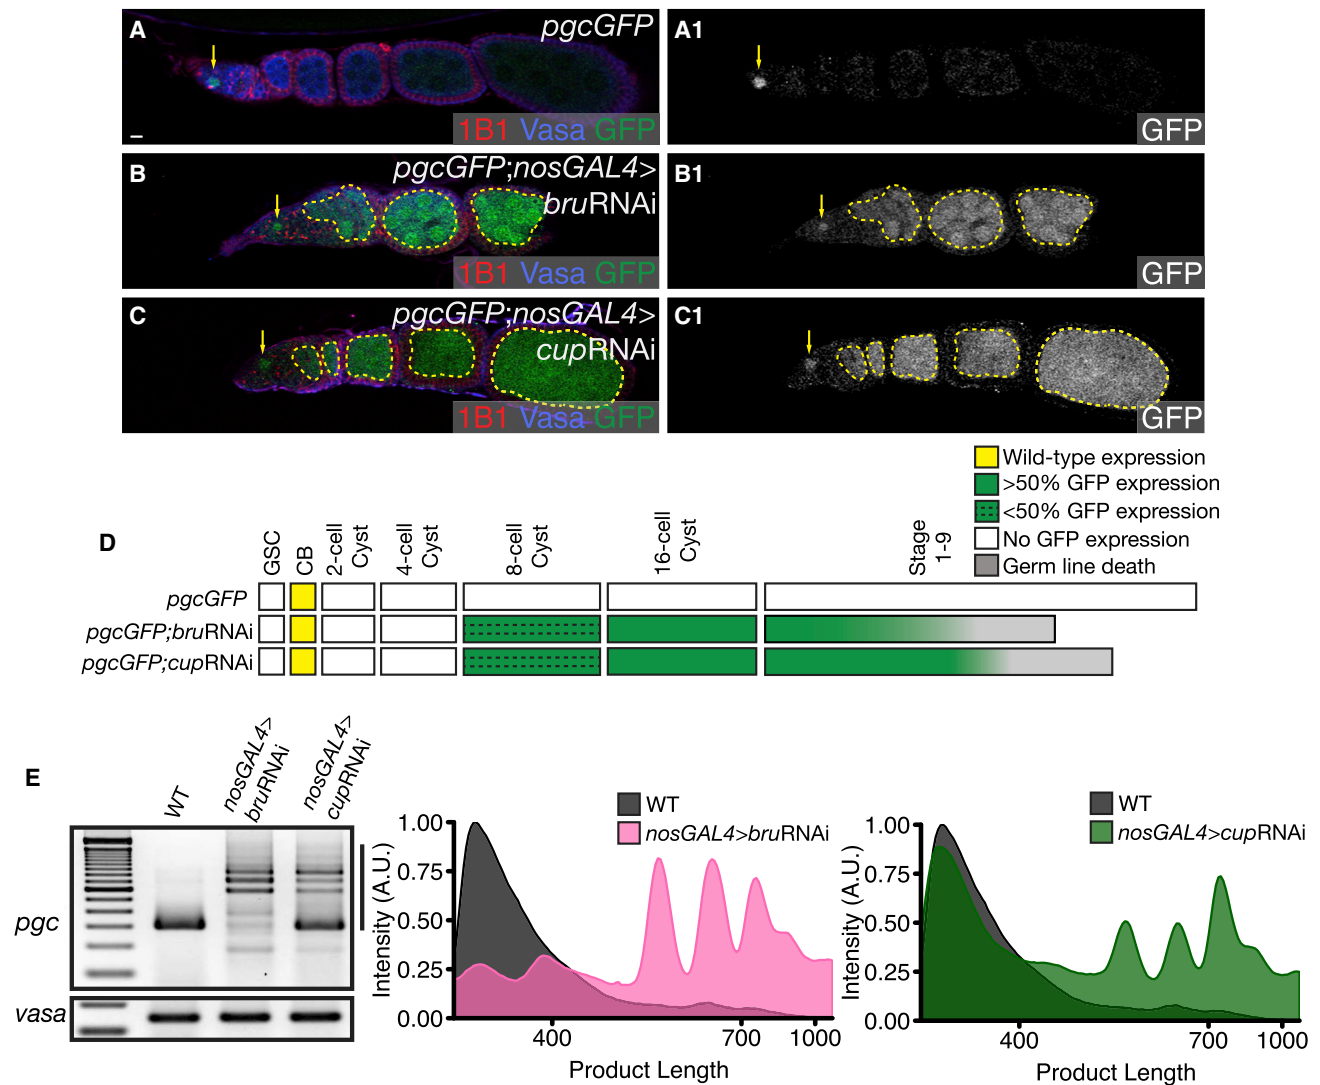 A
pgcGFP
1B1 Vasa GFP
A1
GFP
B
pgcGFP;nosGAL4>
bruRNAi
1B1 Vasa GFP
B1
GFP
C
pgcGFP;nosGAL4>
cupRNAi
1B1 Vasa GFP
C1
GFP
Wild-type expression
>50% GFP expression
<50% GFP expression
No GFP expression
Germ line death
D
GSC
CB
2-cell
Cyst
4-cell
Cyst
8-cell
Cyst
16-cell
Cyst
Stage
1-9
pgcGFP
pgcGFP;bruRNAi
pgcGFP;cupRNAi
E
WT
nosGAL4>
bruRNAi
nosGAL4>
cupRNAi
pgc
vasa
WT
nosGAL4>bruRNAi
Intensity (A.U.)
1.00
0.75
0.50
0.25
0.00
400
700
1000
Product Length
WT
nosGAL4>cupRNAi
Intensity (A.U.)
1.00
0.75
0.50
0.25
0.00
400
700
1000
Product Length